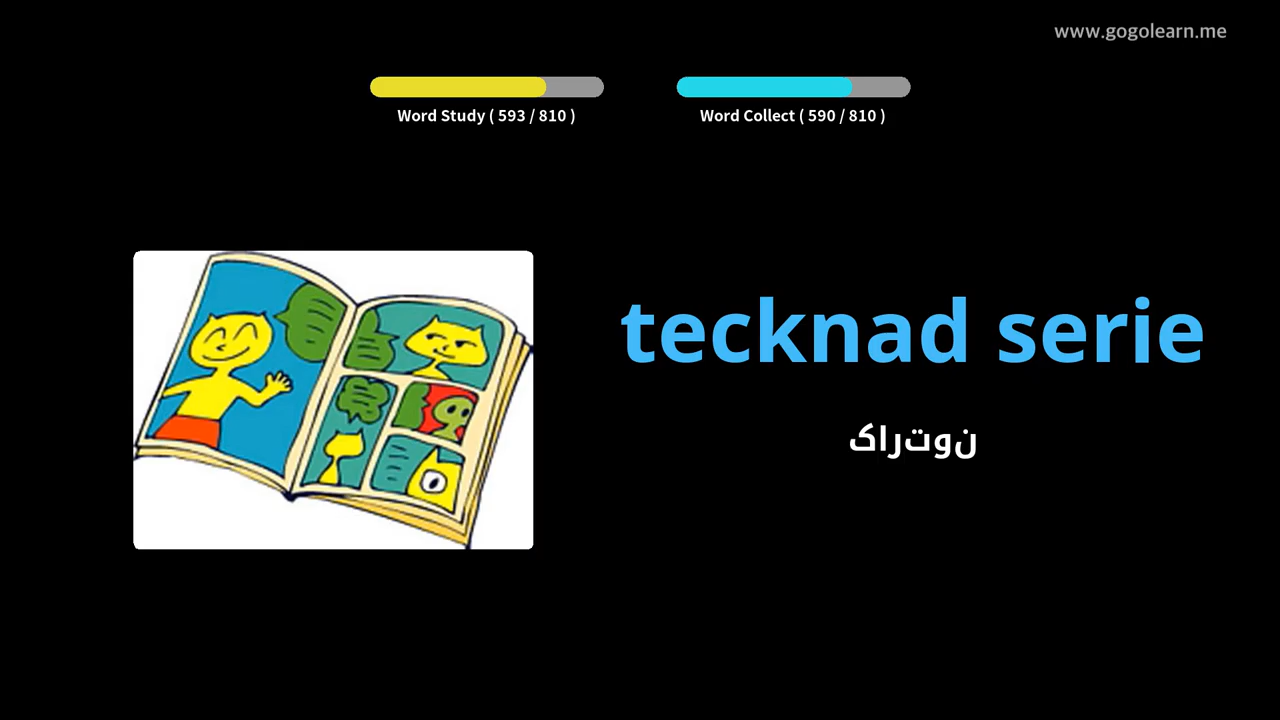 www.gogolearn.me
Word Study ( 593 / 810 )
Word Collect ( 590 / 810 )
tecknad serie
کارتون